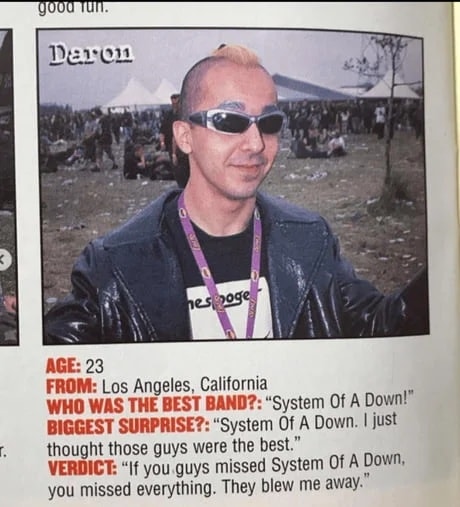 good fun.
Daron
AGE: 23
FROM: Los Angeles, California
WHO WAS THE BEST BAND?: “System Of A Down!”
BIGGEST SURPRISE?: “System Of A Down. I just
thought those guys were the best.”
VERDICT: “If you guys missed System Of A Down,
you missed everything. They blew me away.”
r.